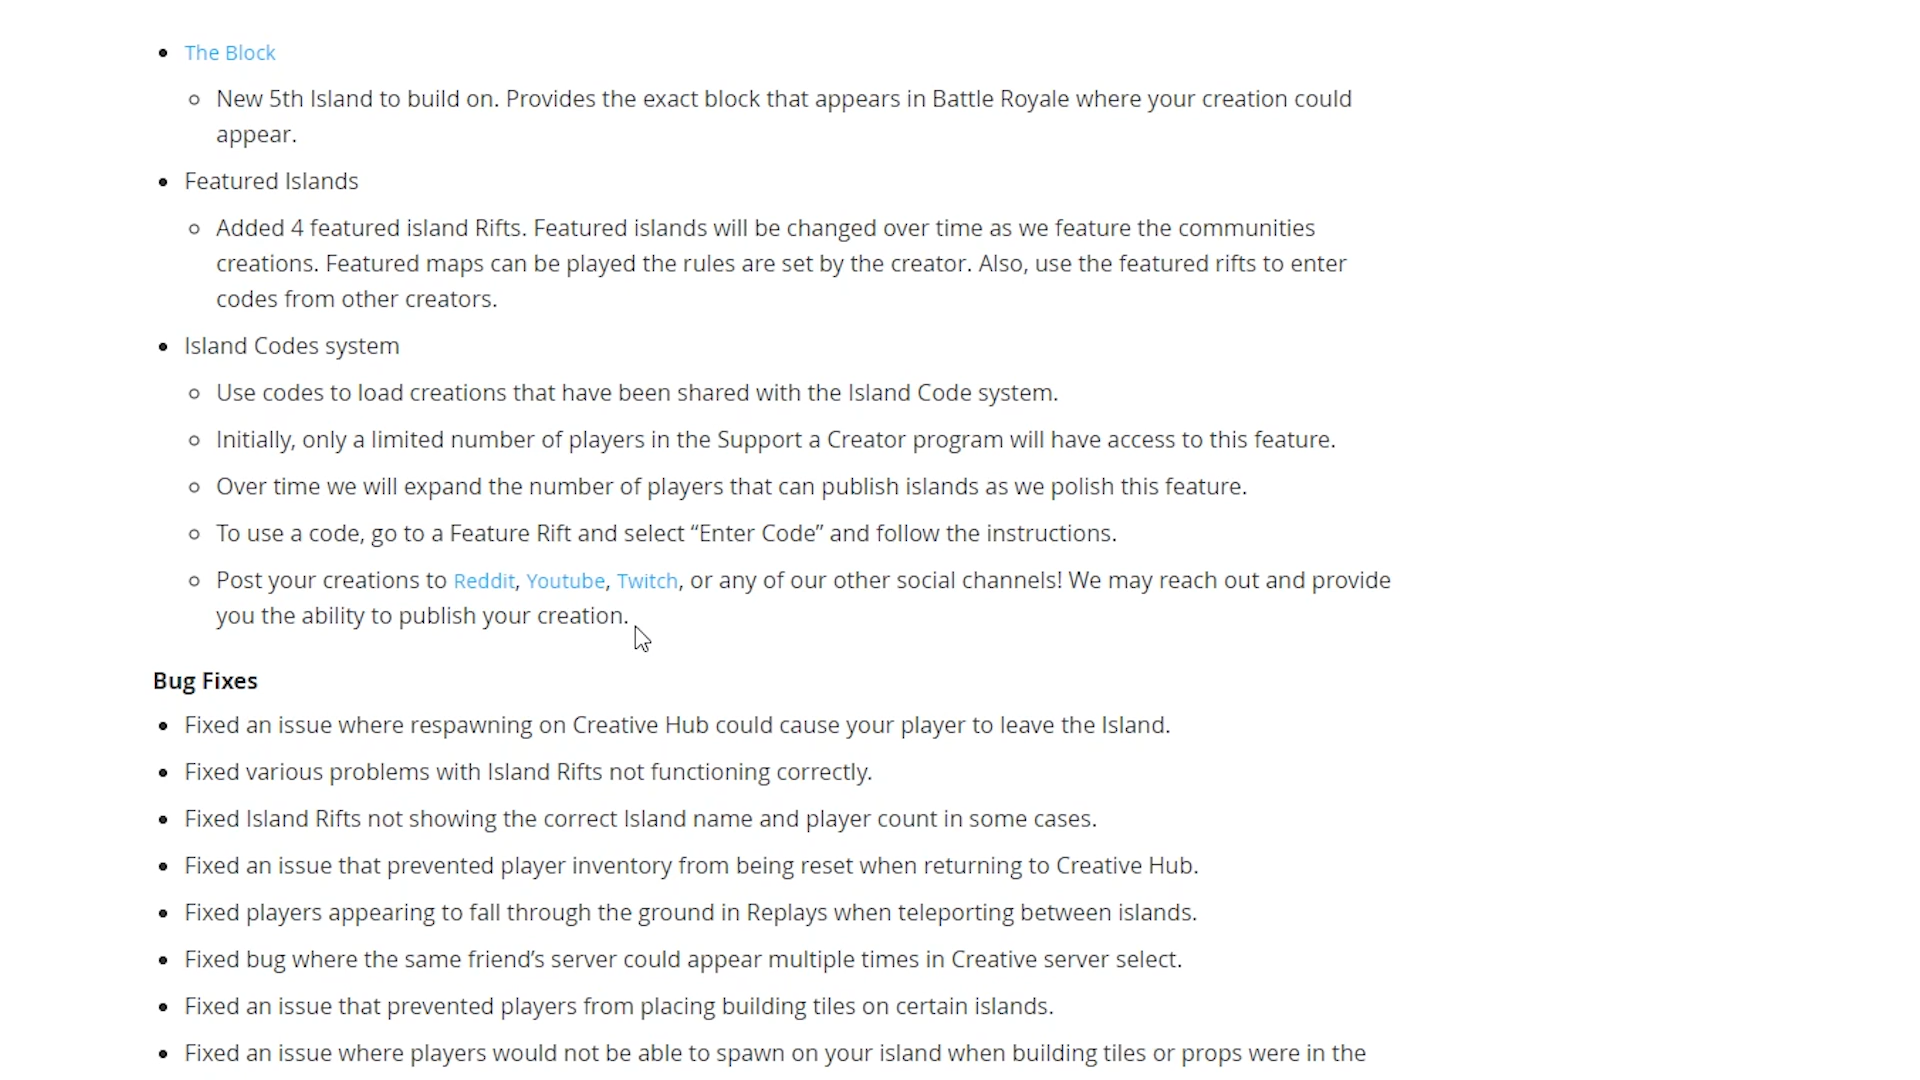 The Block
New 5th Island to build on. Provides the exact block that appears in Battle Royale where your creation could
appear.
Featured Islands
Added 4 featured island Rifts. Featured islands will be changed over time as we feature the communities
creations. Featured maps can be played the rules are set by the creator. Also, use the featured rifts to enter
codes from other creators.
Island Codes system
Use codes to load creations that have been shared with the Island Code system.
Initially, only a limited number of players in the Support a Creator program will have access to this feature.
Over time we will expand the number of players that can publish islands as we polish this feature.
To use a code, go to a Feature Rift and select “Enter Code” and follow the instructions.
Post your creations to Reddit, Youtube, Twitch, or any of our other social channels! We may reach out and provide
you the ability to publish your creation.
Bug Fixes
Fixed an issue where respawning on Creative Hub could cause your player to leave the Island.
Fixed various problems with Island Rifts not functioning correctly.
Fixed Island Rifts not showing the correct Island name and player count in some cases.
Fixed an issue that prevented player inventory from being reset when returning to Creative Hub.
Fixed players appearing to fall through the ground in Replays when teleporting between islands.
Fixed bug where the same friend’s server could appear multiple times in Creative server select.
Fixed an issue that prevented players from placing building tiles on certain islands.
Fixed an issue where players would not be able to spawn on your island when building tiles or props were in the